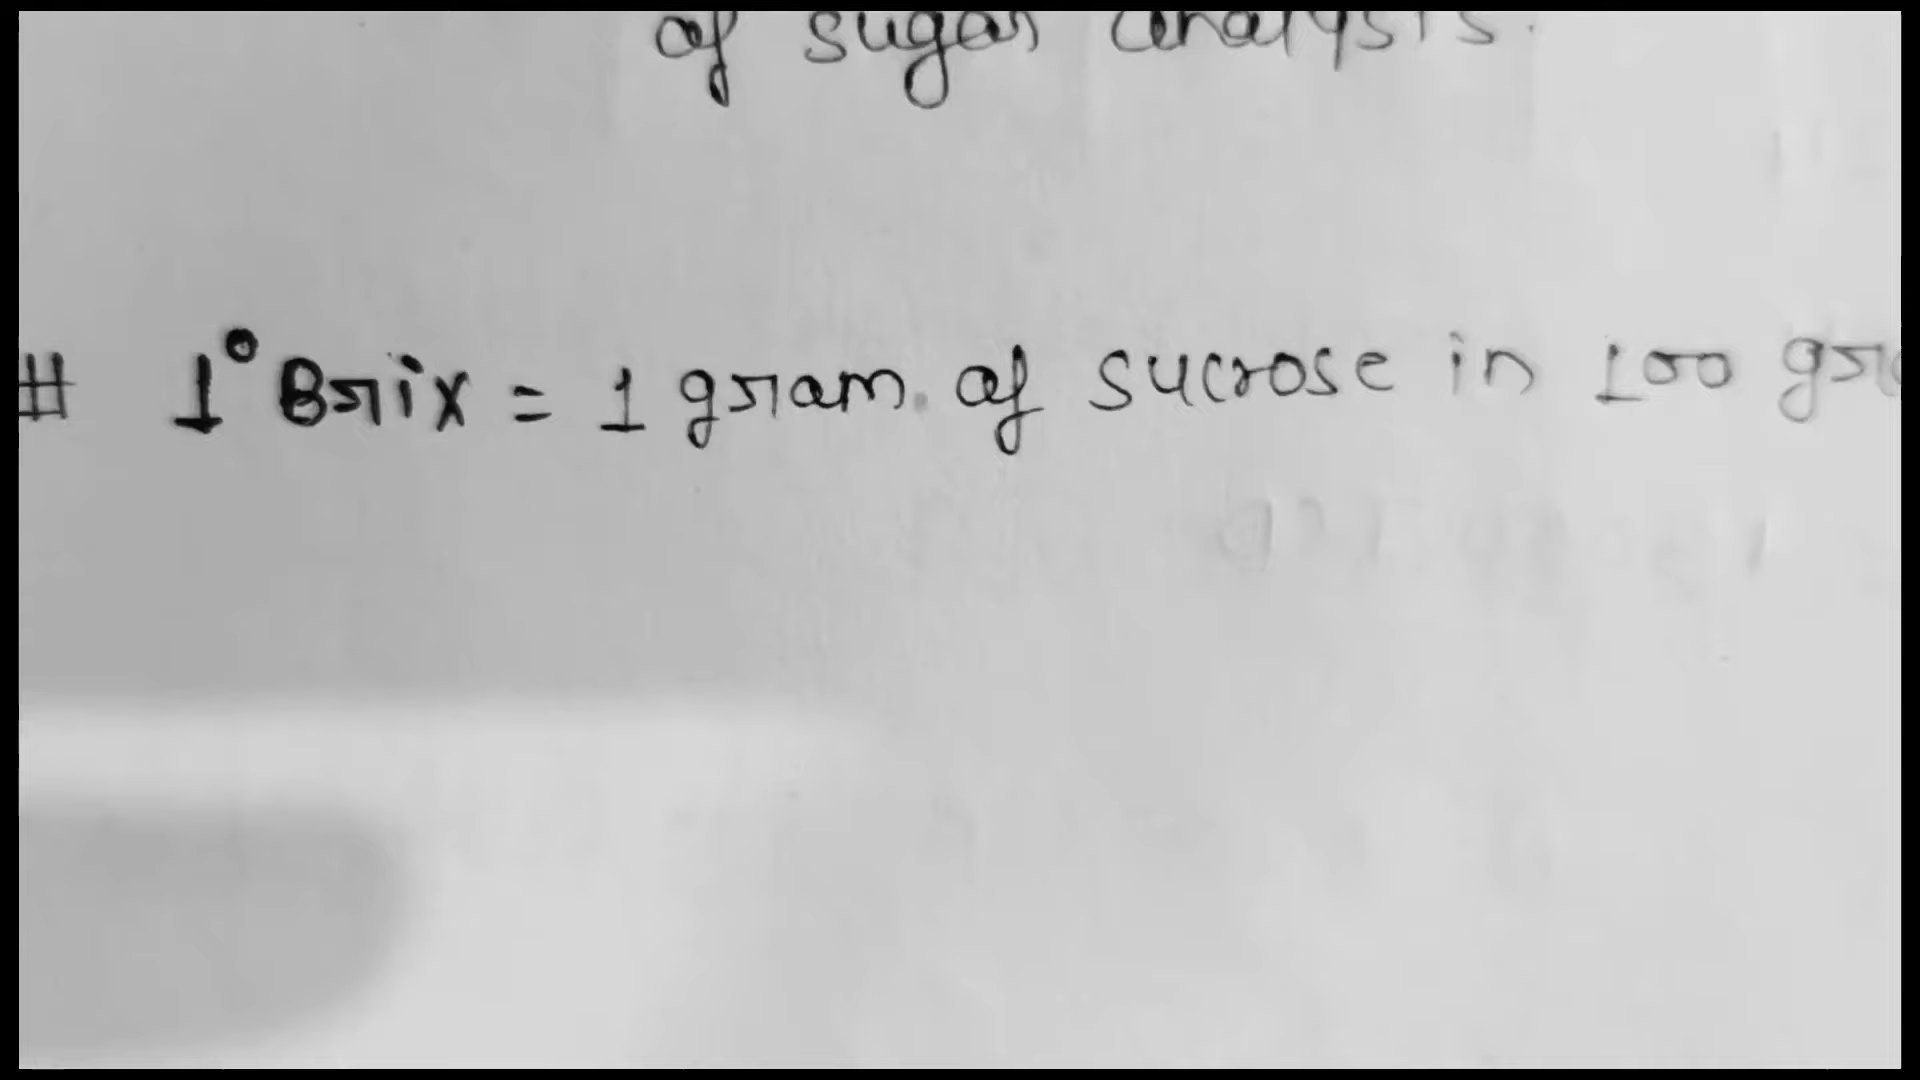 of sugar analysis.
# 1° Brix = 1 gram of sucrose in 100